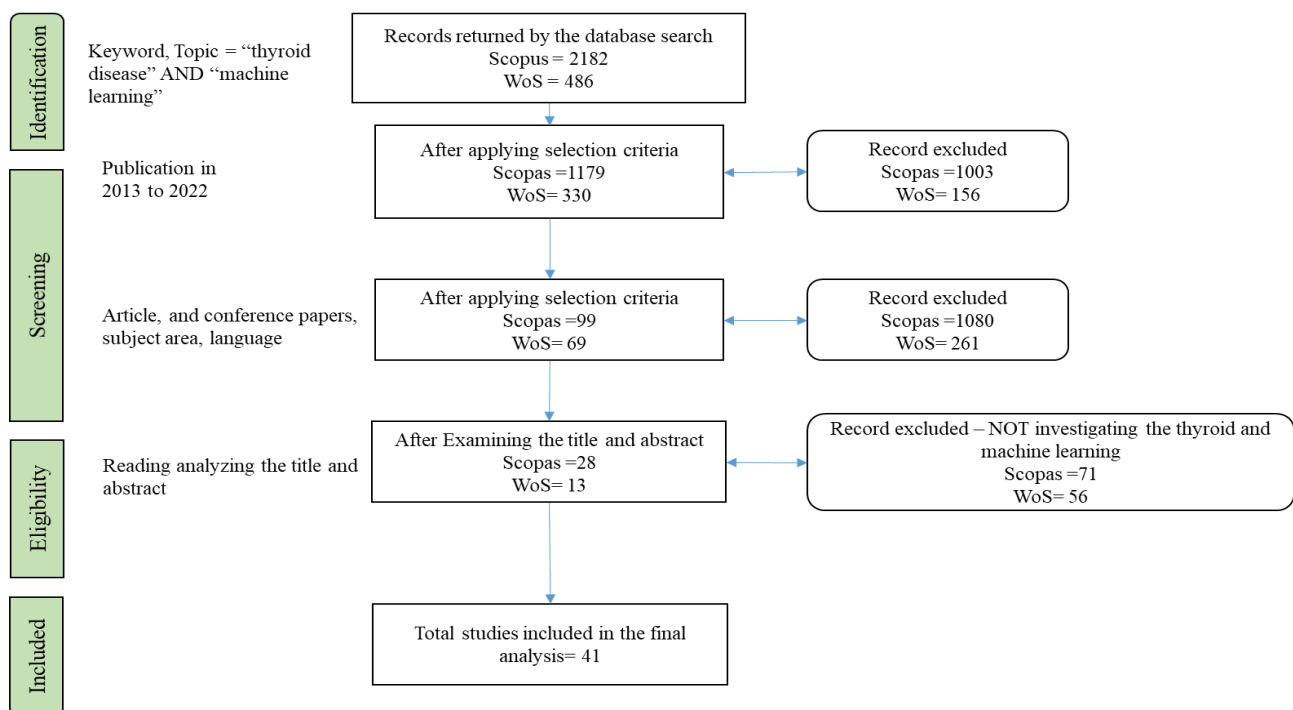 Identification
Keyword, Topic = “thyroid
disease” AND “machine
learning”
Records returned by the database search
Scopus = 2182
WoS = 486
Screening
Publication in
2013 to 2022
After applying selection criteria
Scopas =1179
WoS= 330
Record excluded
Scopas =1003
WoS= 156
Article, and conference papers,
subject area, language
After applying selection criteria
Scopas =99
WoS= 69
Record excluded
Scopas =1080
WoS= 261
Eligibility
Reading analyzing the title and
abstract
After Examining the title and abstract
Scopas =28
WoS= 13
Record excluded – NOT investigating the thyroid and
machine learning
Scopas =71
WoS= 56
Included
Total studies included in the final
analysis= 41